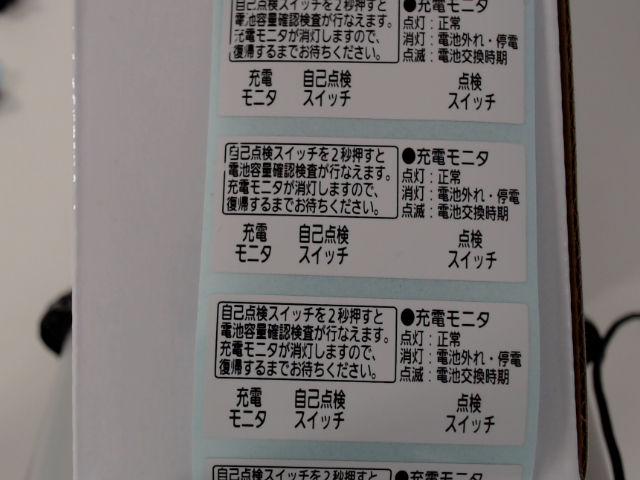 自己点検スイッチを2秒押すと
電池容量確認検査が行なえます。
充電モニタが消灯しますので、
復帰するまでお待ちください。
●充電モニタ
点灯：正常
消灯：電池外れ・停電
点滅：電池交換時期
充電
モニタ
自己点検
スイッチ
点検
スイッチ
自己点検スイッチを2秒押すと
電池容量確認検査が行なえます。
充電モニタが消灯しますので、
復帰するまでお待ちください。
●充電モニタ
点灯：正常
消灯：電池外れ・停電
点滅：電池交換時期
充電
モニタ
自己点検
スイッチ
点検
スイッチ
自己点検スイッチを2秒押すと
電池容量確認検査が行なえます。
充電モニタが消灯しますので、
復帰するまでお待ちください。
●充電モニタ
点灯：正常
消灯：電池外れ・停電
点滅：電池交換時期
充電
モニタ
自己点検
スイッチ
点検
スイッチ
自己点検スイッチを2秒押すと
●充電モニタ